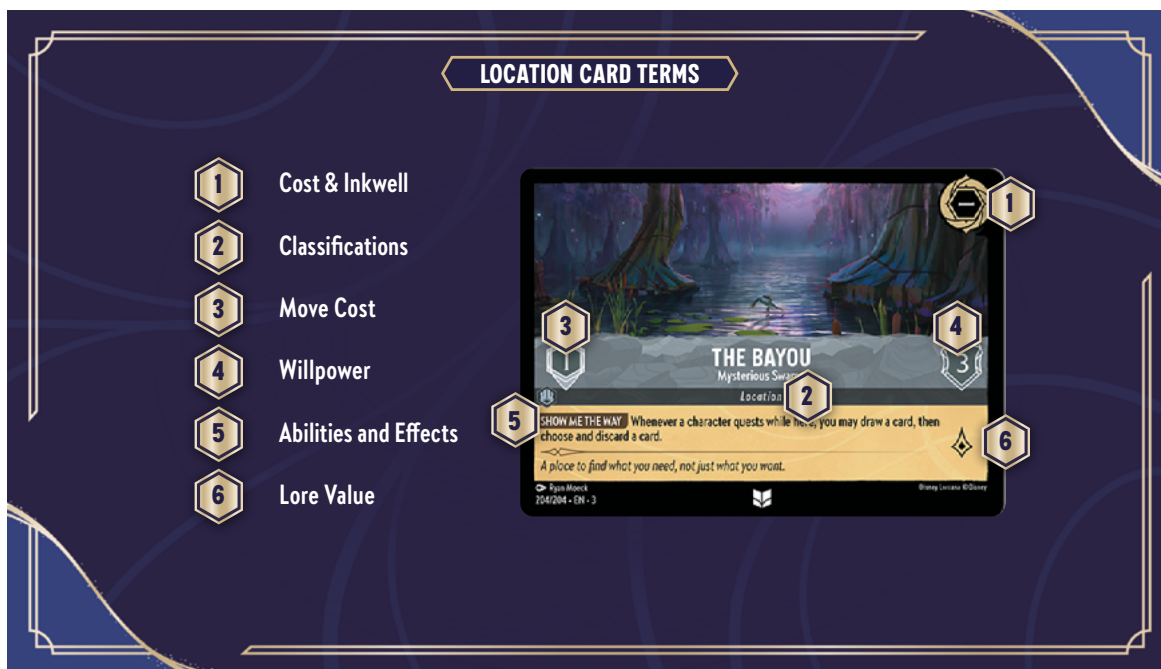 LOCATION CARD TERMS
1 Cost & Inkwell
2 Classifications
3 Move Cost
4 Willpower
5 Abilities and Effects
6 Lore Value
1
1
3
4
1
THE BAYOU
3
Mysterious
Location
2
5
SHOW ME THE WAY Whenever a character quests while here, you may draw a card, then
choose and discard a card.
6
A place to find what you need, not just what you want.
Ryan Moeck
Disney Lorcana ©Disney
204/204 • EN • 3